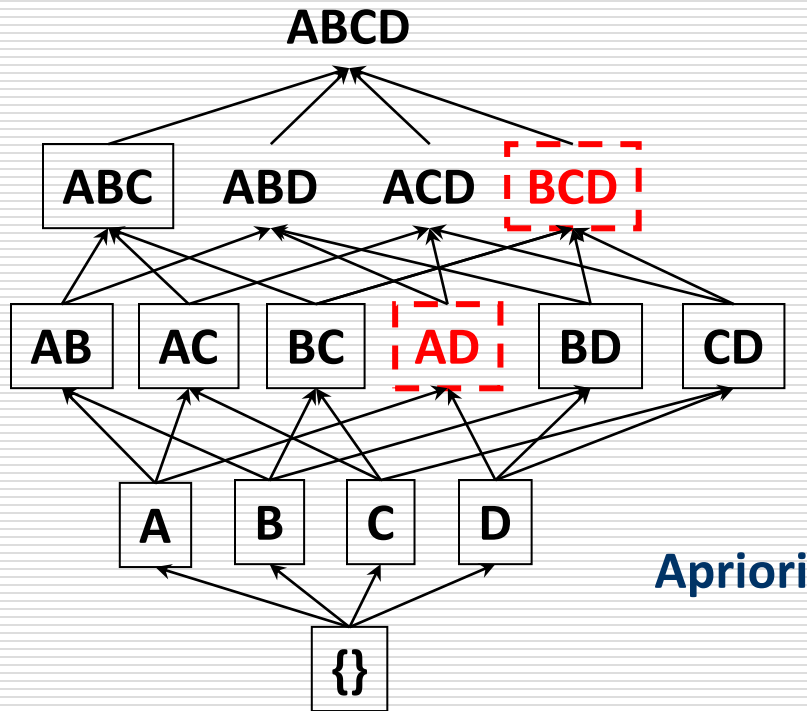 ABCD
ABC ABD ACD BCD
AB AC BC AD BD CD
A B C D
Apriori
{}